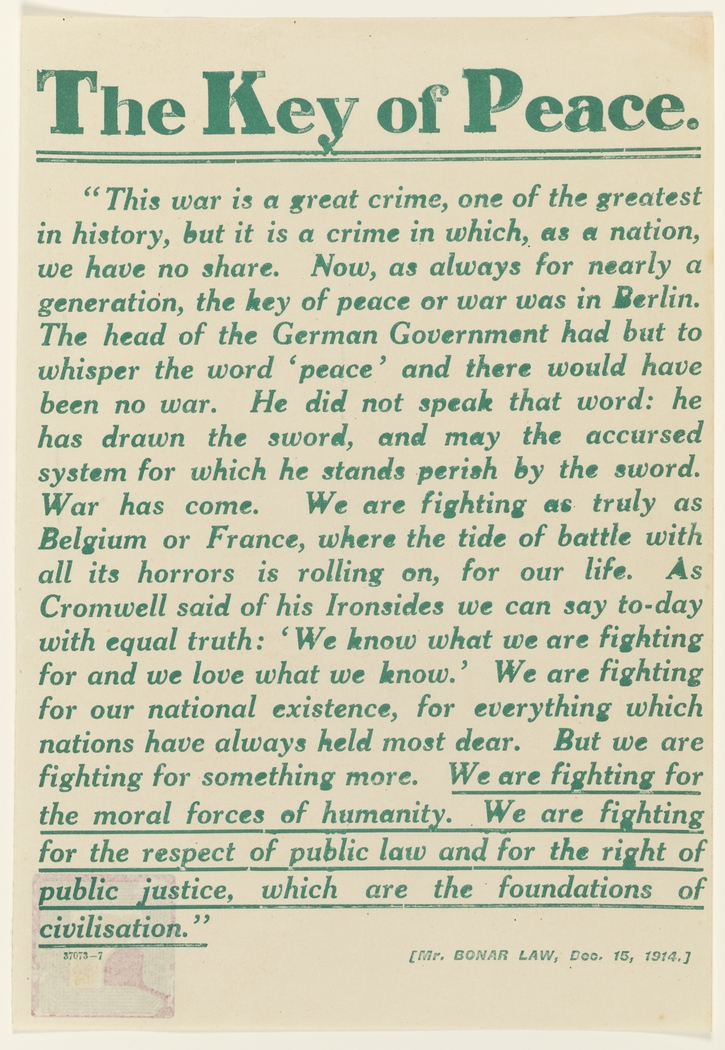 The Key of Peace.
“This war is a great crime, one of the greatest
in history, but it is a crime in which, as a nation,
we have no share. Now, as always for nearly a
generation, the key of peace or war was in Berlin.
The head of the German Government had but to
whisper the word ‘peace’ and there would have
been no war. He did not speak that word: he
has drawn the sword, and may the accursed
system for which he stands perish by the sword.
War has come. We are fighting as truly as
Belgium or France, where the tide of battle with
all its horrors is rolling on, for our life. As
Cromwell said of his Ironsides we can say to-day
with equal truth: ‘We know what we are fighting
for and we love what we know.’ We are fighting
for our national existence, for everything which
nations have always held most dear. But we are
fighting for something more. We are fighting for
the moral forces of humanity. We are fighting
for the respect of public law and for the right of
public justice, which are the foundations of
civilisation.”
37073—7
[Mr. BONAR LAW, Dec. 15, 1914.]